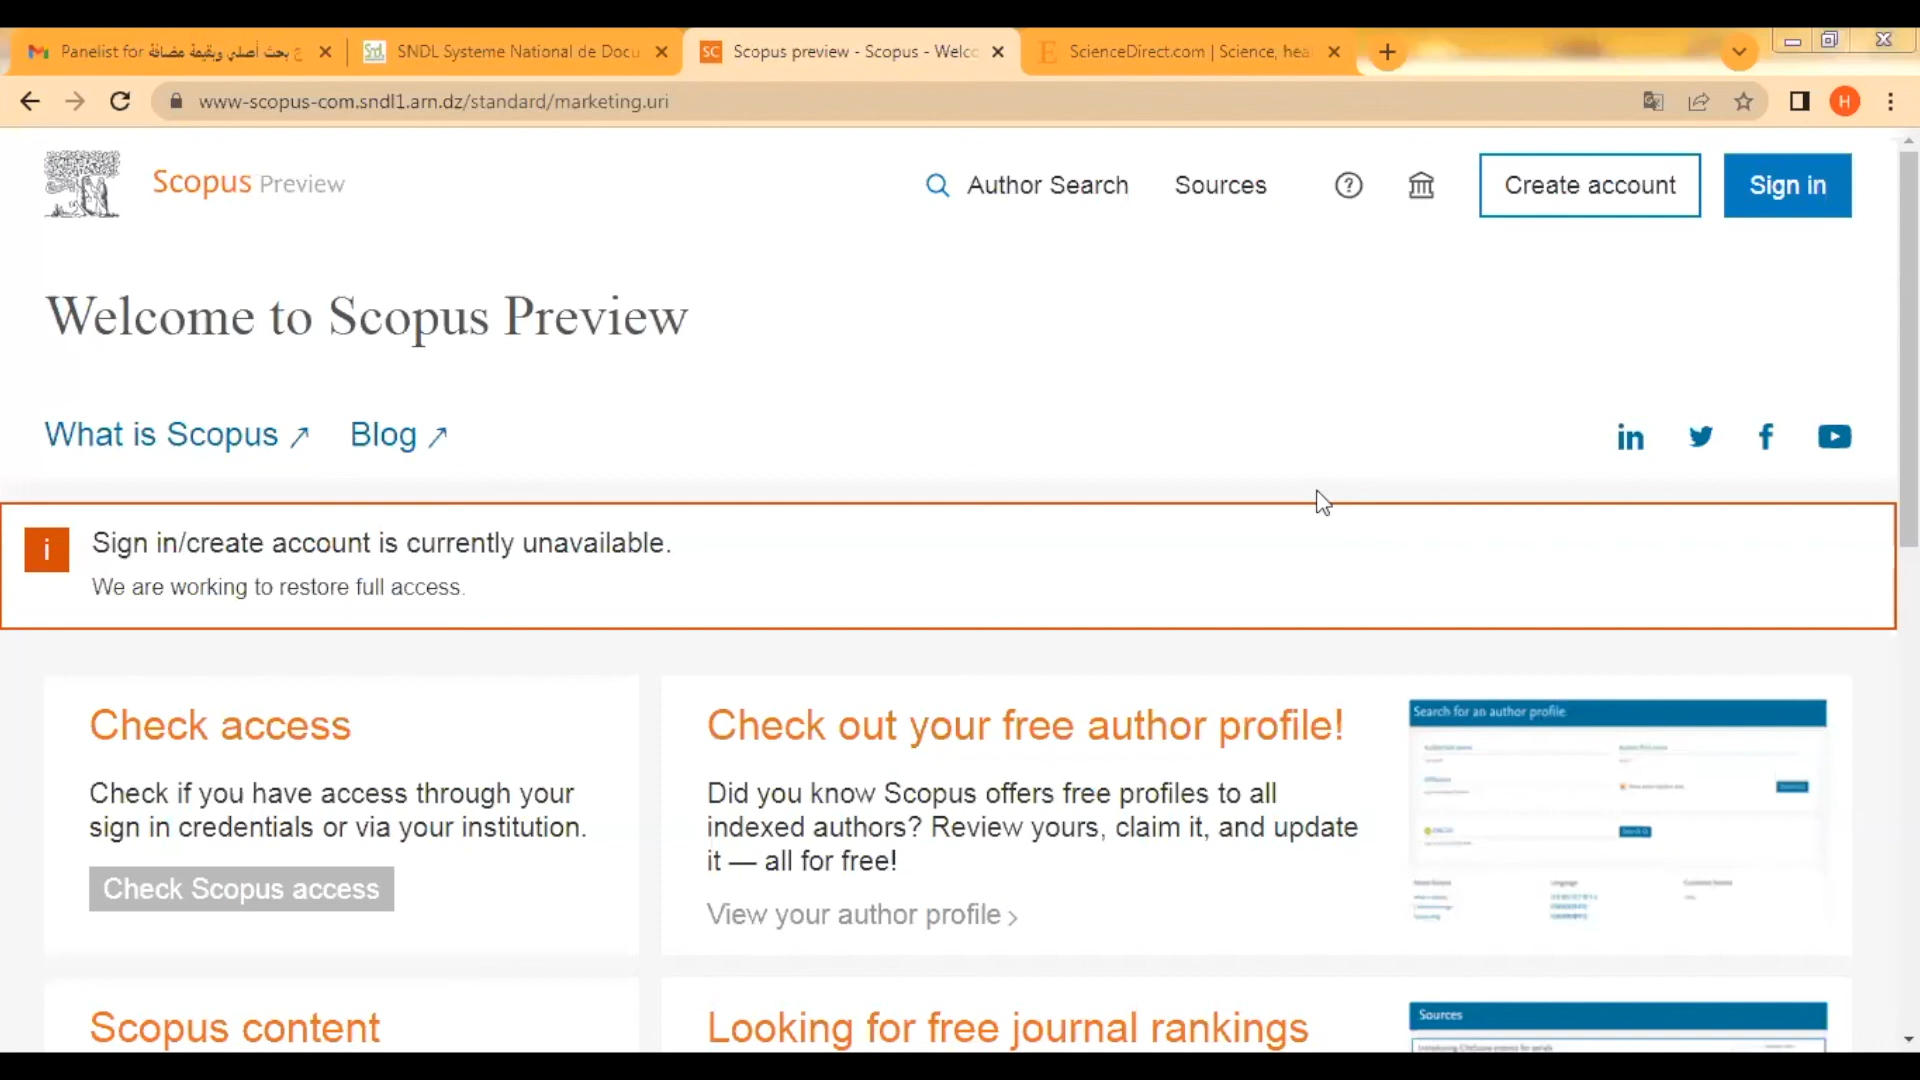 Panelist for ج بحث أصلي وبقيمة مضافة
SNDL Systeme National de Docu
Scopus preview - Scopus - Welco
ScienceDirect.com | Science, hea
www-scopus-com.sndl1.arn.dz/standard/marketing.uri
H
Scopus Preview
Author Search
Sources
Create account
Sign in
Welcome to Scopus Preview
What is Scopus
Blog
Sign in/create account is currently unavailable.
We are working to restore full access.
Check access
Check if you have access through your
sign in credentials or via your institution.
Check Scopus access
Check out your free author profile!
Did you know Scopus offers free profiles to all
indexed authors? Review yours, claim it, and update
it — all for free!
View your author profile
Search for an author profile
Scopus content
Looking for free journal rankings
Sources